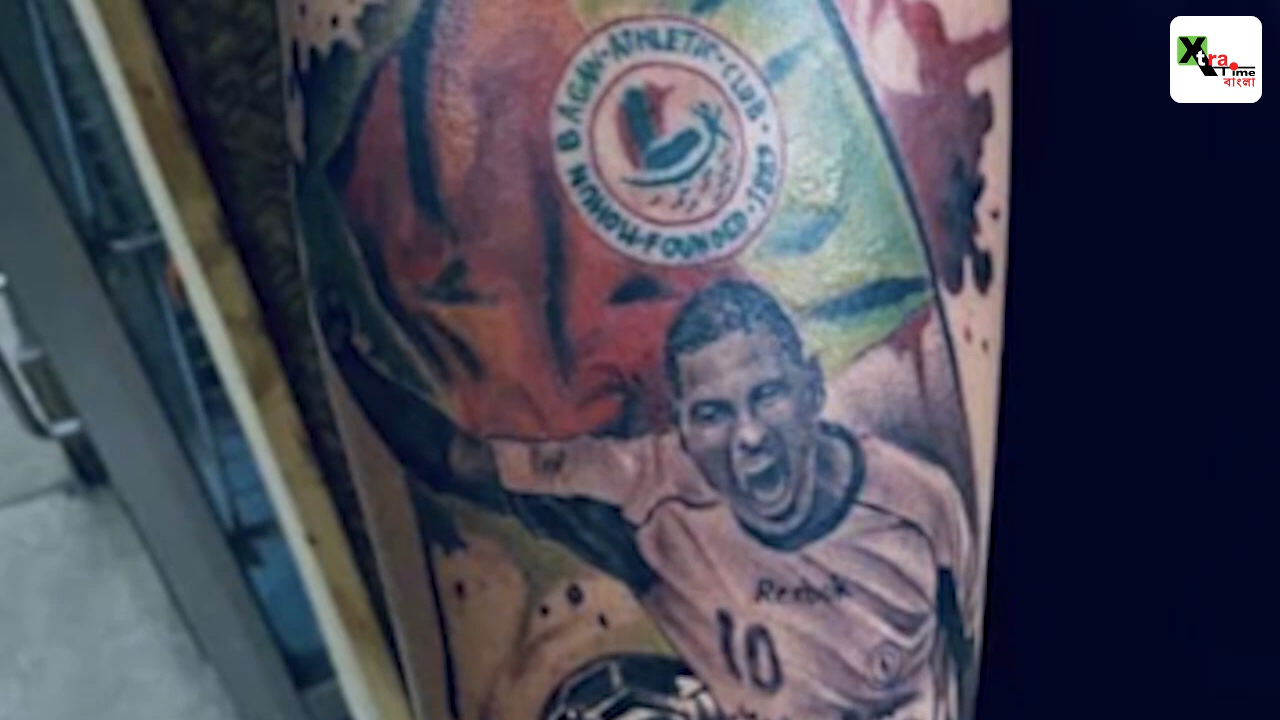 Xtra
Time
বাংলা
MOHUN BAGAN • ATHLETIC • CLUB • FOUNDED • 1889
Reebok
10